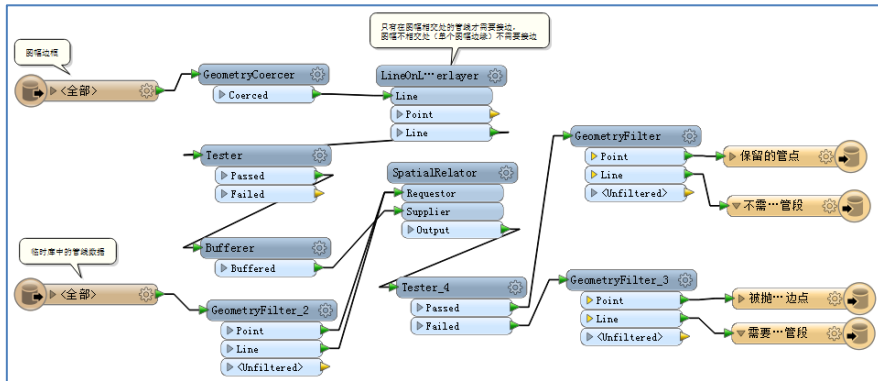 只有在图幅相交处的管线才需要接边，
图幅不相交处（单个图幅边缘）不需要接边
图幅边框
<全部>
GeometryCoercer
Coerced
LineOnL…erlayer
Line
Point
Line
Tester
Passed
Failed
SpatialRelator
Requestor
Supplier
Output
GeometryFilter
Point
Line
<Unfiltered>
保留的管点
不需…管段
Bufferer
Buffered
临时库中的管线数据
<全部>
GeometryFilter_2
Point
Line
<Unfiltered>
Tester_4
Passed
Failed
GeometryFilter_3
Point
Line
<Unfiltered>
被抛…边点
需要…管段